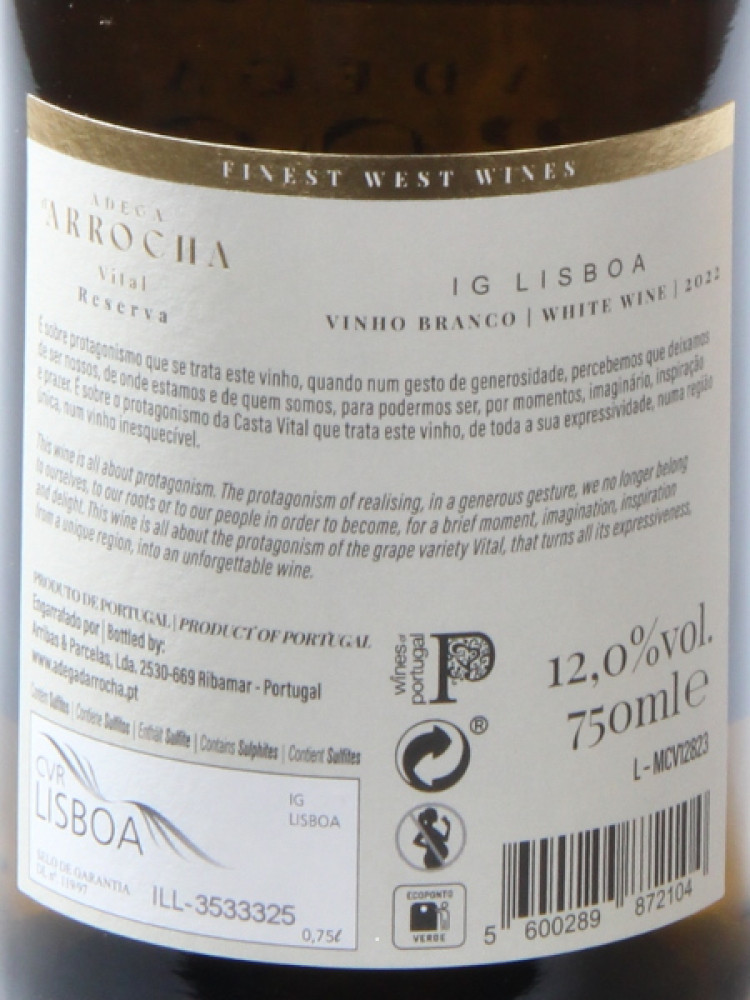 FINEST WEST WINES
ADEGA
d'ARROCHA
Vital
Reserva
IG LISBOA
VINHO BRANCO | WHITE WINE | 2022
É sobre protagonismo que se trata este vinho, quando num gesto de generosidade, percebemos que deixamos
de ser nossos, de onde estamos e de quem somos, para podermos ser, por momentos, imaginário, inspiração
e prazer. É sobre o protagonismo da Casta Vital que trata este vinho, de toda a sua expressividade, numa região
única, num vinho inesquecível.
This wine is all about protagonism. The protagonism of realising, in a generous gesture, we no longer belong
to ourselves, to our roots or to our people in order to become, for a brief moment, imagination, inspiration
and delight. This wine is all about the protagonism of the grape variety Vital, that turns all its expressiveness,
from a unique region, into an unforgettable wine.
PRODUTO DE PORTUGAL | PRODUCT OF PORTUGAL
Engarrafado por | Bottled by:
Arribas & Parcelas, Lda. 2530-669 Ribamar - Portugal
www.adegadarrocha.pt
Contém Sulfitos | Contiene Sulfitos | Enthält Sulfite | Contains Sulphites | Contient Sulfites
wines of
portugal
P
12,0%vol.
750ml e
L - MCV12823
®
CVR
LISBOA
IG
LISBOA
SELO DE GARANTIA
DL nº. 119/97
ILL-3533325
0,75ℓ
ECOPONTO
VERDE
5 600289 872104